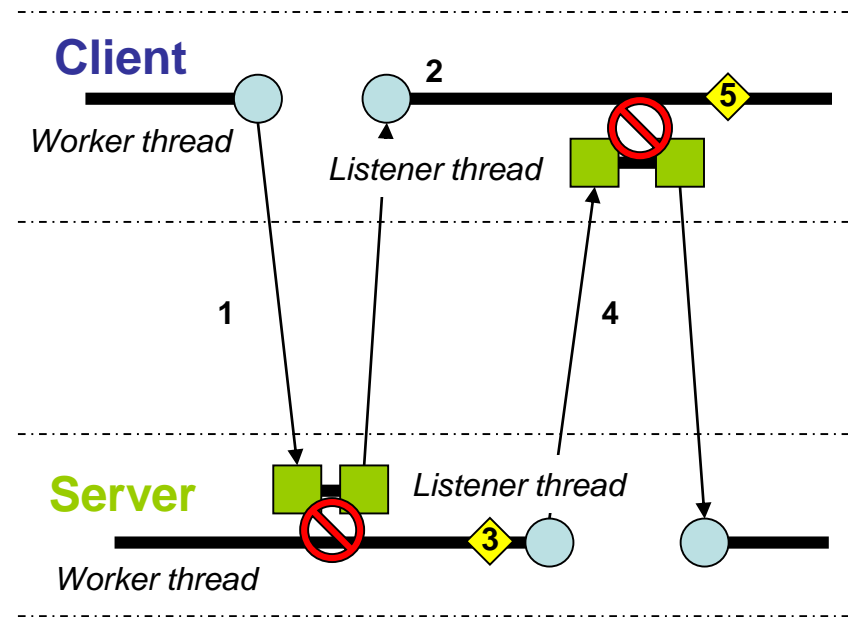 Client
2
5
Worker thread
Listener thread
1
4
Server
Listener thread
3
Worker thread